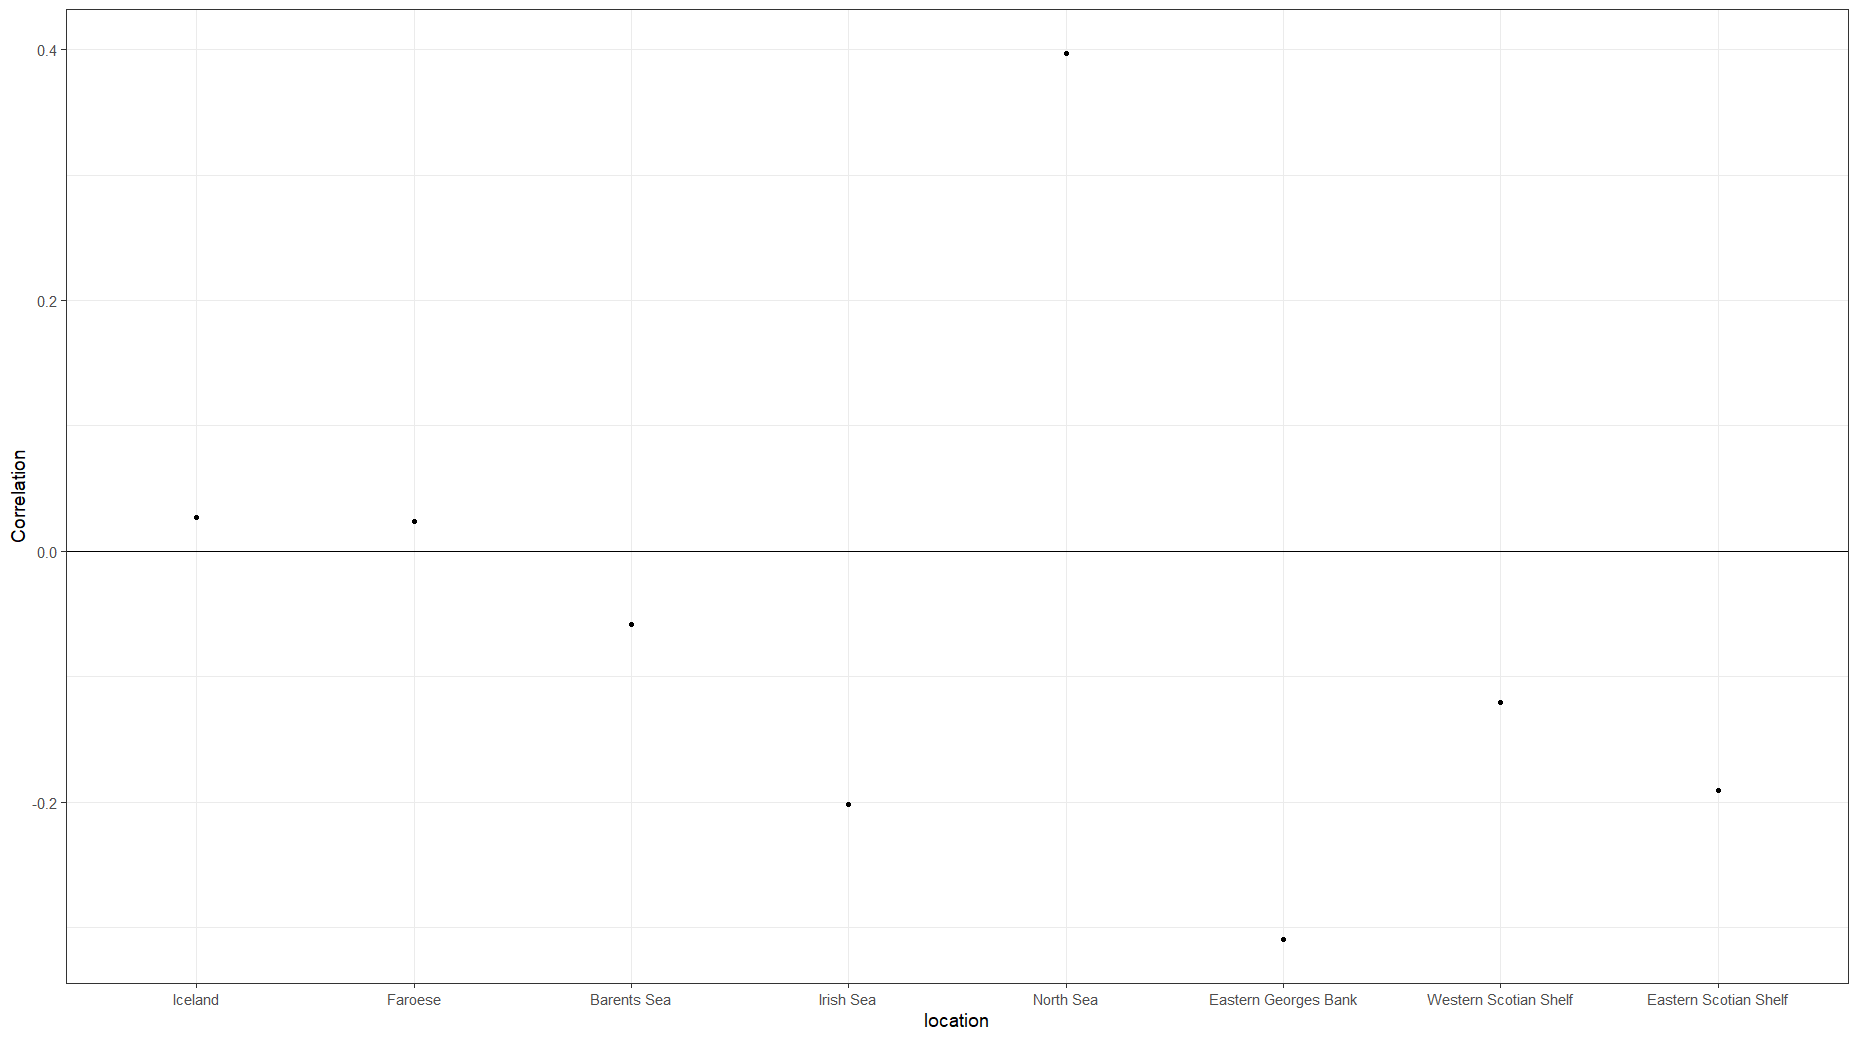 0.4
0.2
0.0
-0.2
Correlation
Iceland
Faroese
Barents Sea
Irish Sea
North Sea
Eastern Georges Bank
Western Scotian Shelf
Eastern Scotian Shelf
location